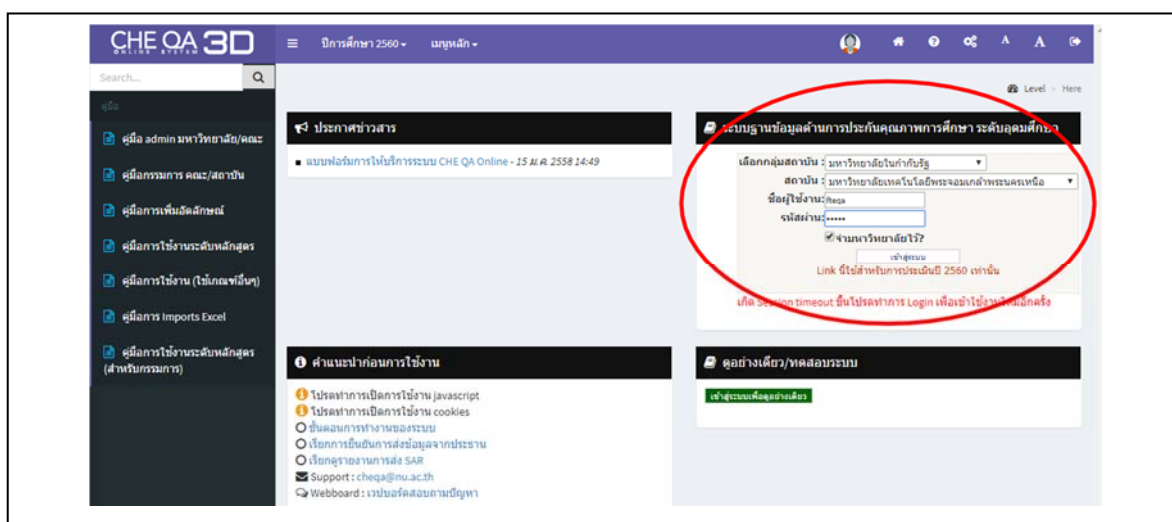 CHE QA 3D
ONLINE SYSTEM
ปีการศึกษา 2560
เมนูหลัก
A A
Search...
Level > Here
คู่มือ
คู่มือ admin มหาวิทยาลัย/คณะ
คู่มือกรรมการ คณะ/สถาบัน
คู่มือการเพิ่มอัตลักษณ์
คู่มือการใช้งานระดับหลักสูตร
คู่มือการใช้งาน (ใช้เกณฑ์อื่นๆ)
คู่มือการ Imports Excel
คู่มือการใช้งานระดับหลักสูตร
(สำหรับกรรมการ)
ประกาศข่าวสาร
แบบฟอร์มการให้บริการระบบ CHE QA Online - 15 ม.ค. 2558 14:49
ระบบฐานข้อมูลด้านการประกันคุณภาพการศึกษา ระดับอุดมศึกษา
เลือกกลุ่มสถาบัน : มหาวิทยาลัยในกำกับรัฐ
สถาบัน : มหาวิทยาลัยเทคโนโลยีพระจอมเกล้าพระนครเหนือ
ชื่อผู้ใช้งาน: fteqa
รหัสผ่าน: •••••
จำมหาวิทยาลัยไว้?
เข้าสู่ระบบ
Link นี้ใช้สำหรับการประเมินปี 2560 เท่านั้น
เกิด Session timeout ขึ้นโปรดทำการ Login เพื่อเข้าใช้งานใหม่อีกครั้ง
คำแนะนำก่อนการใช้งาน
โปรดทำการเปิดการใช้งาน javascript
โปรดทำการเปิดการใช้งาน cookies
ขั้นตอนการทำงานของระบบ
เรียกการยืนยันการส่งข้อมูลจากประธาน
เรียกดูรายงานการส่ง SAR
Support : cheqa@nu.ac.th
Webboard : เวปบอร์ดสอบถามปัญหา
ดูอย่างเดียว/ทดสอบระบบ
เข้าสู่ระบบเพื่อดูอย่างเดียว